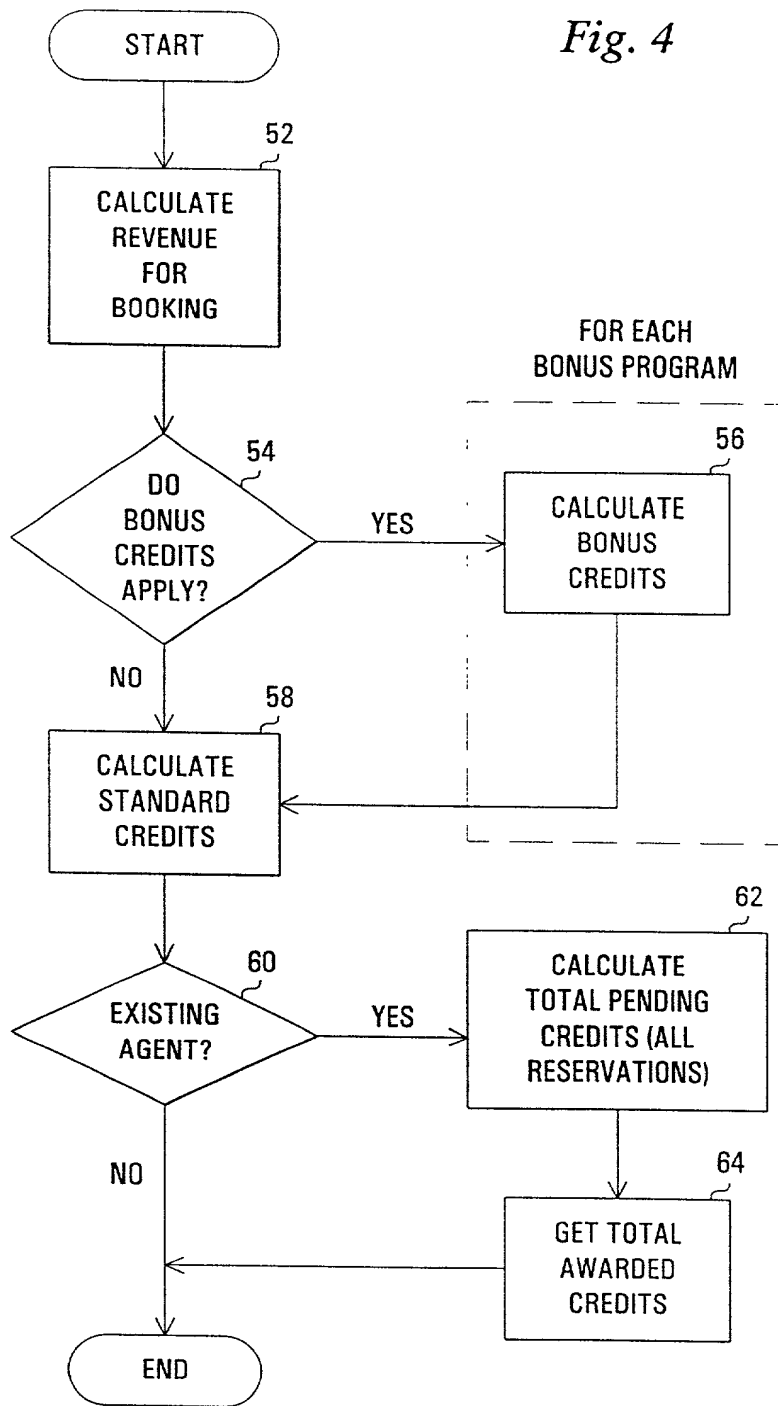 START
Fig. 4
52
CALCULATE
REVENUE
FOR
BOOKING
FOR EACH
BONUS PROGRAM
54
DO
BONUS
CREDITS
APPLY?
YES
56
CALCULATE
BONUS
CREDITS
NO
58
CALCULATE
STANDARD
CREDITS
60
EXISTING
AGENT?
YES
62
CALCULATE
TOTAL PENDING
CREDITS (ALL
RESERVATIONS)
NO
64
GET TOTAL
AWARDED
CREDITS
END